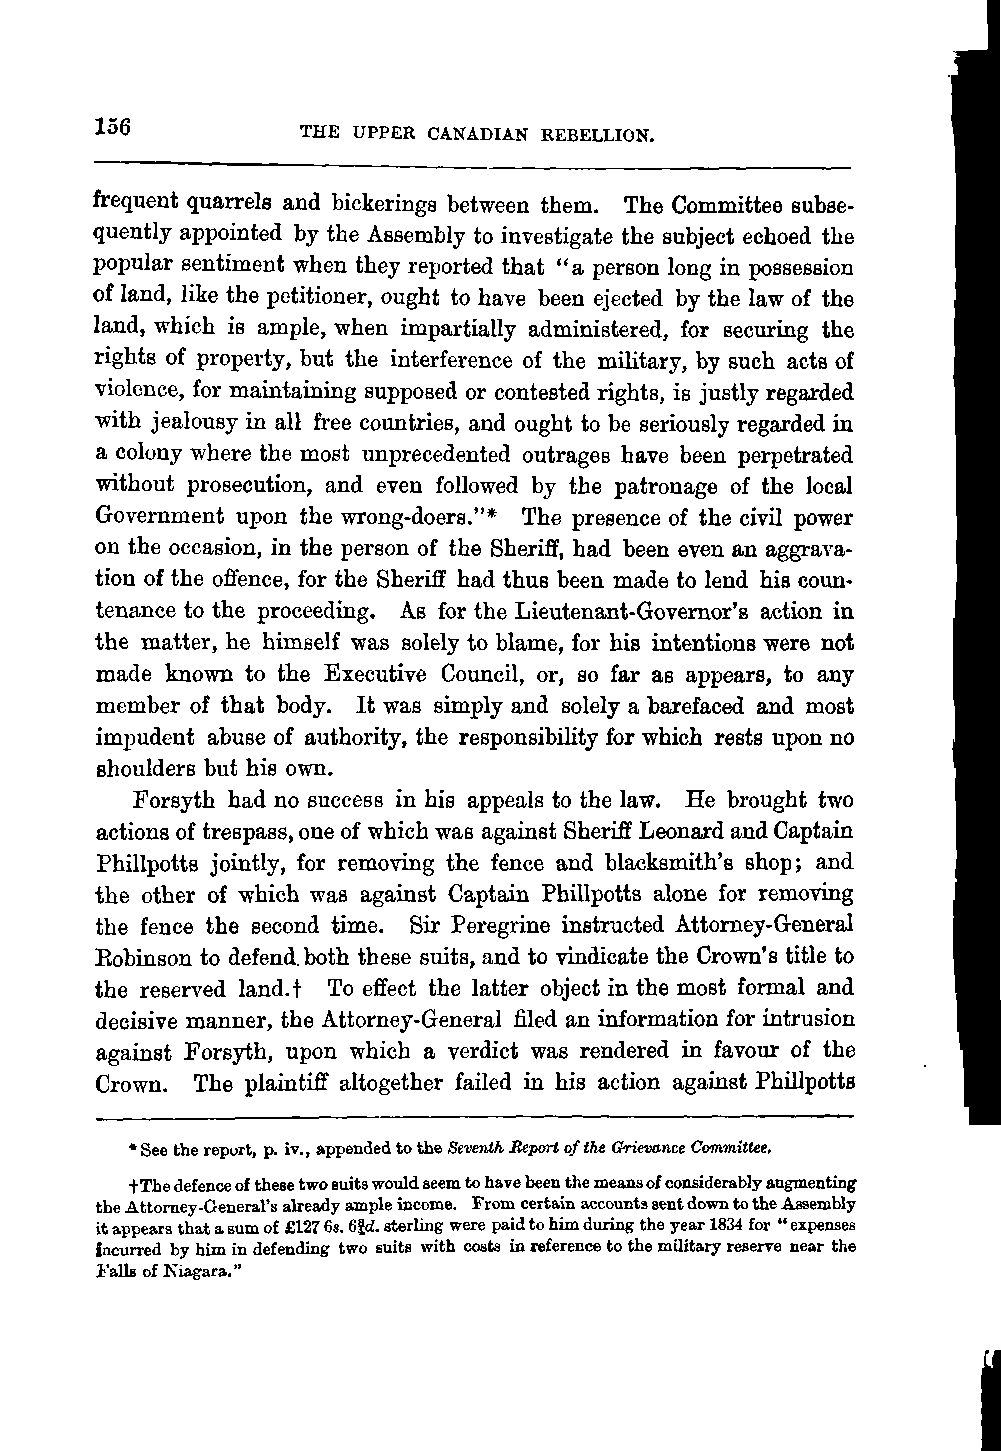 156
THE UPPER CANADIAN REBELLION.
frequent quarrels and bickerings between them. The Committee subse-
quently appointed by the Assembly to investigate the subject echoed the
popular sentiment when they reported that “a person long in possession
of land, like the petitioner, ought to have been ejected by the law of the
land, which is ample, when impartially administered, for securing the
rights of property, but the interference of the military, by such acts of
violence, for maintaining supposed or contested rights, is justly regarded
with jealousy in all free countries, and ought to be seriously regarded in
a colony where the most unprecedented outrages have been perpetrated
without prosecution, and even followed by the patronage of the local
Government upon the wrong-doers.”* The presence of the civil power
on the occasion, in the person of the Sheriff, had been even an aggrava-
tion of the offence, for the Sheriff had thus been made to lend his coun-
tenance to the proceeding. As for the Lieutenant-Governor's action in
the matter, he himself was solely to blame, for his intentions were not
made known to the Executive Council, or, so far as appears, to any
member of that body. It was simply and solely a barefaced and most
impudent abuse of authority, the responsibility for which rests upon no
shoulders but his own.
Forsyth had no success in his appeals to the law. He brought two
actions of trespass, one of which was against Sheriff Leonard and Captain
Phillpotts jointly, for removing the fence and blacksmith's shop; and
the other of which was against Captain Phillpotts alone for removing
the fence the second time. Sir Peregrine instructed Attorney-General
Robinson to defend both these suits, and to vindicate the Crown's title to
the reserved land.† To effect the latter object in the most formal and
decisive manner, the Attorney-General filed an information for intrusion
against Forsyth, upon which a verdict was rendered in favour of the
Crown. The plaintiff altogether failed in his action against Phillpotts
* See the report, p. iv., appended to the Seventh Report of the Grievance Committee.
†The defence of these two suits would seem to have been the means of considerably augmenting
the Attorney-General's already ample income. From certain accounts sent down to the Assembly
it appears that a sum of £127 6s. 6¾d. sterling were paid to him during the year 1834 for “expenses
incurred by him in defending two suits with costs in reference to the military reserve near the
Falls of Niagara.”